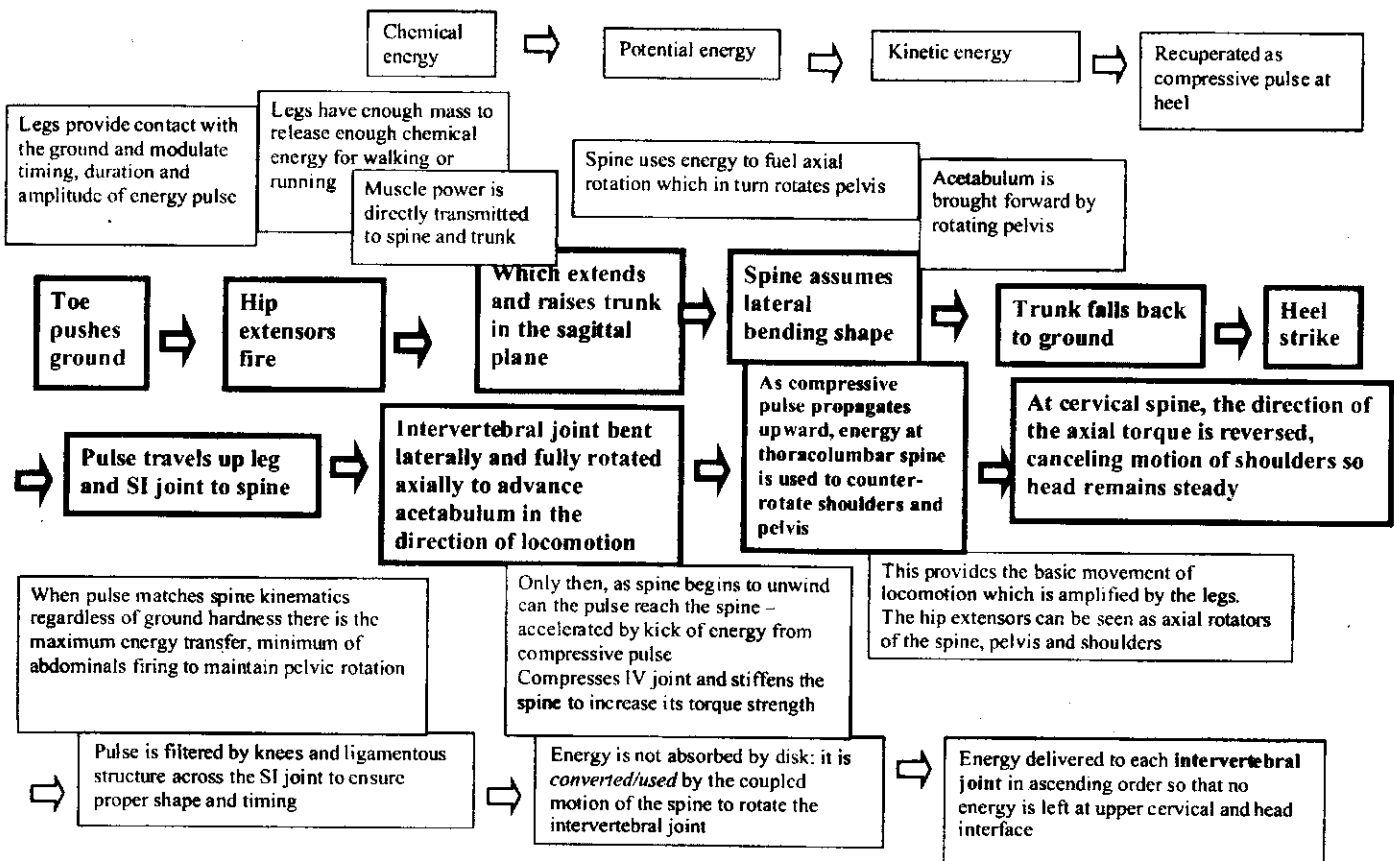 Chemical
energy
Potential energy
Kinetic energy
Recuperated as
compressive pulse at
heel
Legs provide contact with
the ground and modulate
timing, duration and
amplitude of energy pulse
Legs have enough mass to
release enough chemical
energy for walking or
running
Muscle power is
directly transmitted
to spine and trunk
Spine uses energy to fuel axial
rotation which in turn rotates pelvis
Acetabulum is
brought forward by
rotating pelvis
Toe
pushes
ground
Hip
extensors
fire
Which extends
and raises trunk
in the sagittal
plane
Spine assumes
lateral
bending shape
Trunk falls back
to ground
Heel
strike
Pulse travels up leg
and SI joint to spine
Intervertebral joint bent
laterally and fully rotated
axially to advance
acetabulum in the
direction of locomotion
As compressive
pulse propagates
upward, energy at
thoracolumbar spine
is used to counter-
rotate shoulders and
pelvis
At cervical spine, the direction of
the axial torque is reversed,
canceling motion of shoulders so
head remains steady
When pulse matches spine kinematics
regardless of ground hardness there is the
maximum energy transfer, minimum of
abdominals firing to maintain pelvic rotation
Only then, as spine begins to unwind
can the pulse reach the spine –
accelerated by kick of energy from
compressive pulse
Compresses IV joint and stiffens the
spine to increase its torque strength
This provides the basic movement of
locomotion which is amplified by the legs.
The hip extensors can be seen as axial rotators
of the spine, pelvis and shoulders
Pulse is filtered by knees and ligamentous
structure across the SI joint to ensure
proper shape and timing
Energy is not absorbed by disk: it is
converted/used by the coupled
motion of the spine to rotate the
intervertebral joint
Energy delivered to each intervertebral
joint in ascending order so that no
energy is left at upper cervical and head
interface